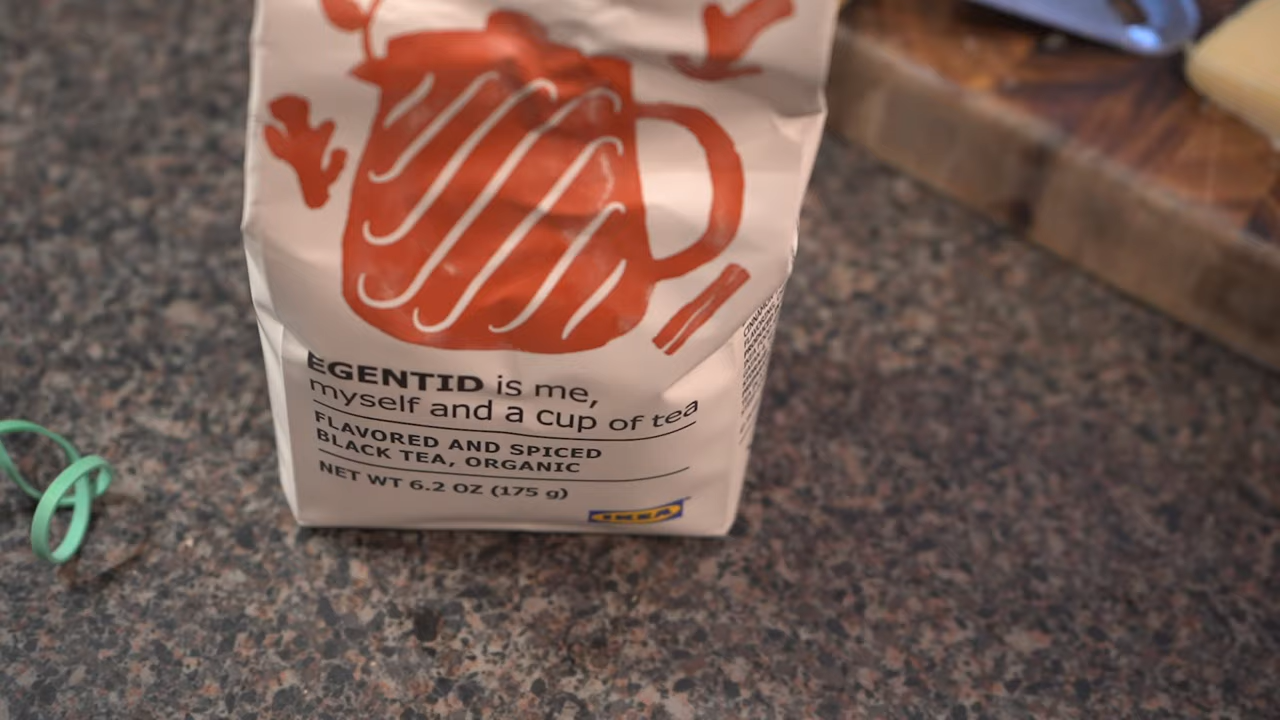 EGENTID is me,
myself and a cup of tea
FLAVORED AND SPICED
BLACK TEA, ORGANIC
NET WT 6.2 OZ (175 g)
IKEA